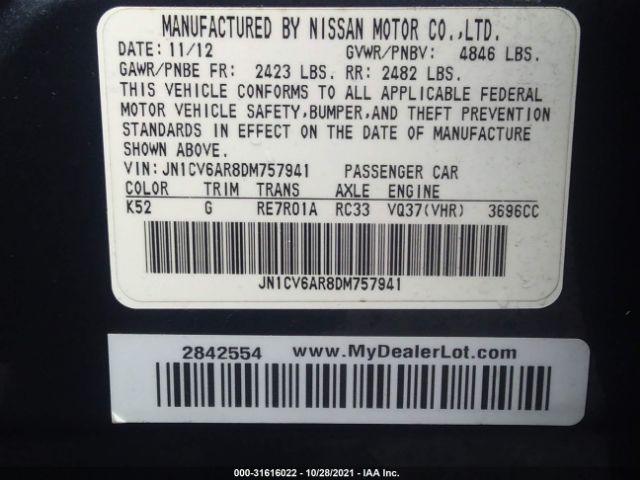 MANUFACTURED BY NISSAN MOTOR CO.,LTD.
DATE: 11/12 GVWR/PNBV: 4846 LBS.
GAWR/PNBE FR: 2423 LBS. RR: 2482 LBS.
THIS VEHICLE CONFORMS TO ALL APPLICABLE FEDERAL
MOTOR VEHICLE SAFETY,BUMPER,AND THEFT PREVENTION
STANDARDS IN EFFECT ON THE DATE OF MANUFACTURE
SHOWN ABOVE.
VIN:JN1CV6AR8DM757941 PASSENGER CAR
COLOR TRIM TRANS AXLE ENGINE
K52 G RE7R01A RC33 VQ37(VHR) 3696CC
JN1CV6AR8DM757941
2842554 www.MyDealerLot.com
000-31616022 - 10/28/2021 - IAA Inc.